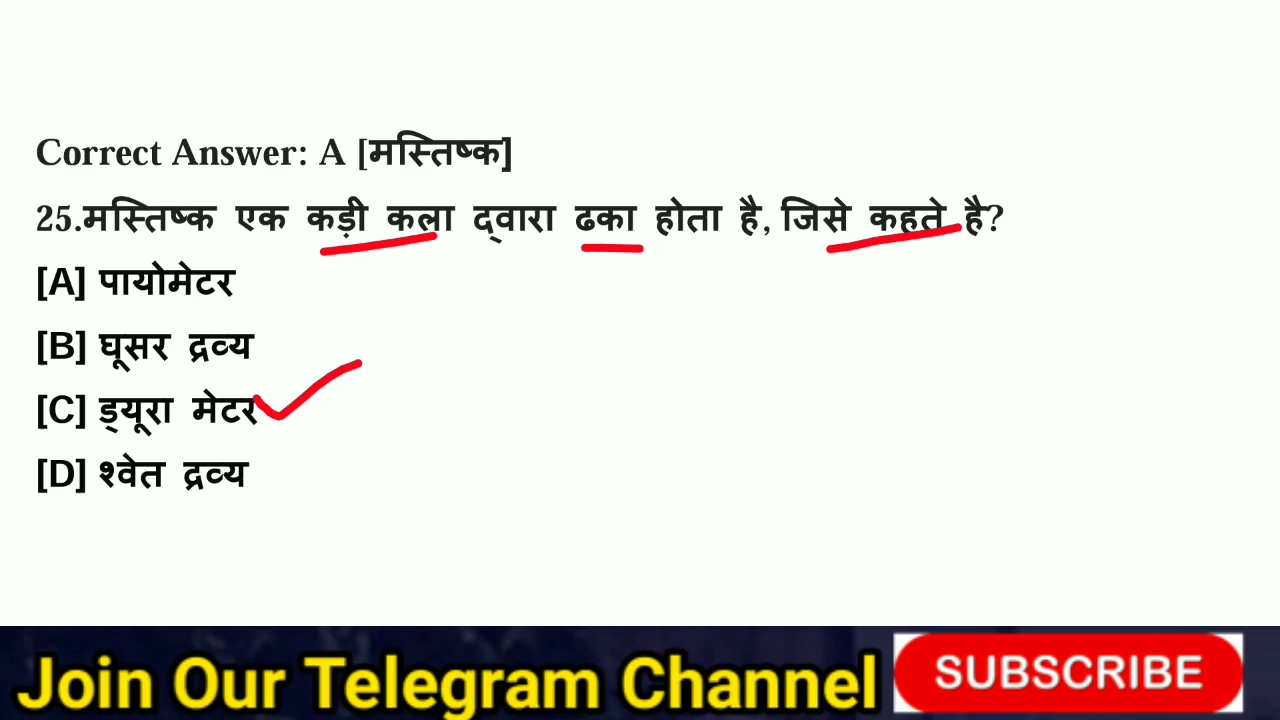 Correct Answer: A [मस्तिष्क]
25.मस्तिष्क एक कड़ी कला द्वारा ढका होता है, जिसे कहते है?
[A] पायोमेटर
[B] घूसर द्रव्य
[C] ड्यूरा मेटर
[D] श्वेत द्रव्य
Join Our Telegram Channel SUBSCRIBE